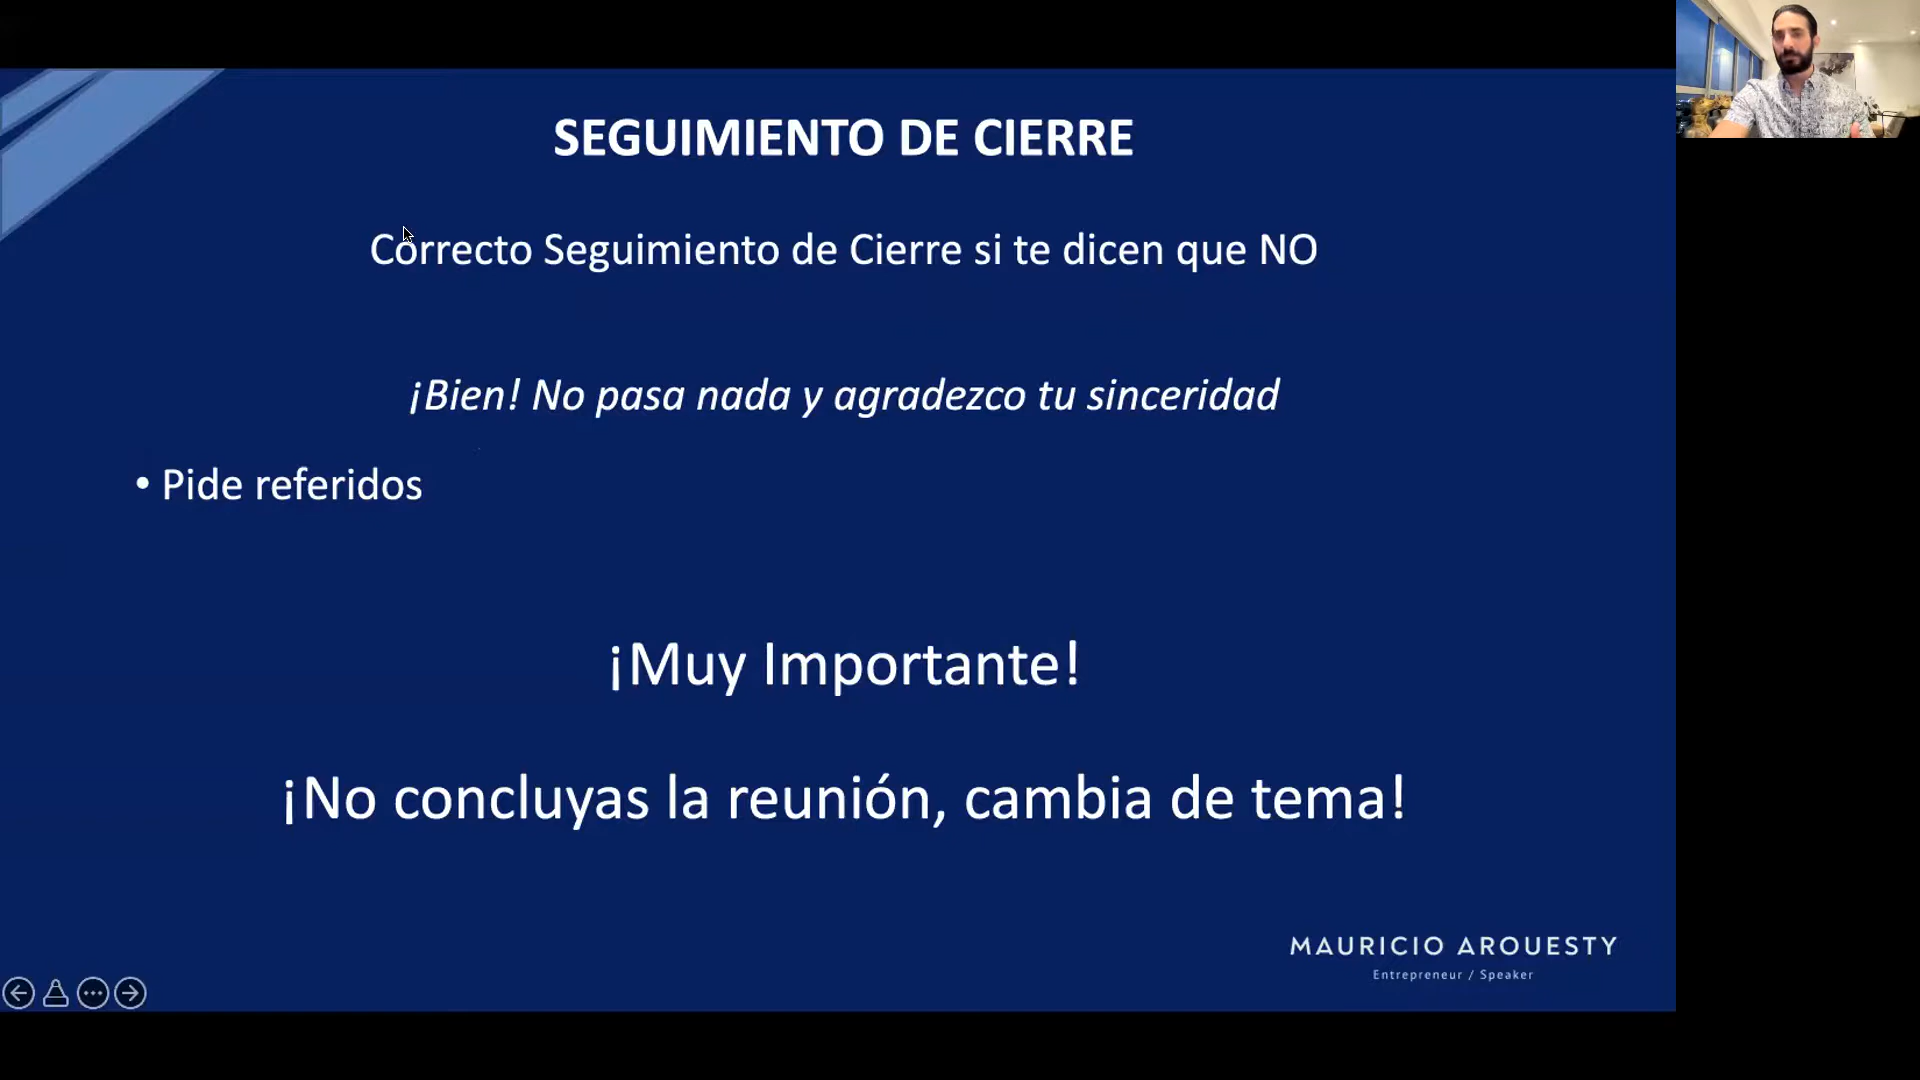 SEGUIMIENTO DE CIERRE
Correcto Seguimiento de Cierre si te dicen que NO
¡Bien! No pasa nada y agradezco tu sinceridad
• Pide referidos
¡Muy Importante!
¡No concluyas la reunión, cambia de tema!
MAURICIO AROUESTY
Entrepreneur / Speaker